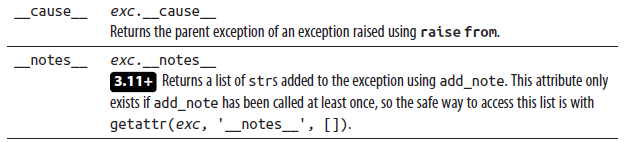 __cause__ exc.__cause__
Returns the parent exception of an exception raised using raise from.
__notes__ exc.__notes__
3.11+ Returns a list of strs added to the exception using add_note. This attribute only
exists if add_note has been called at least once, so the safe way to access this list is with
getattr(exc, '__notes__', []).